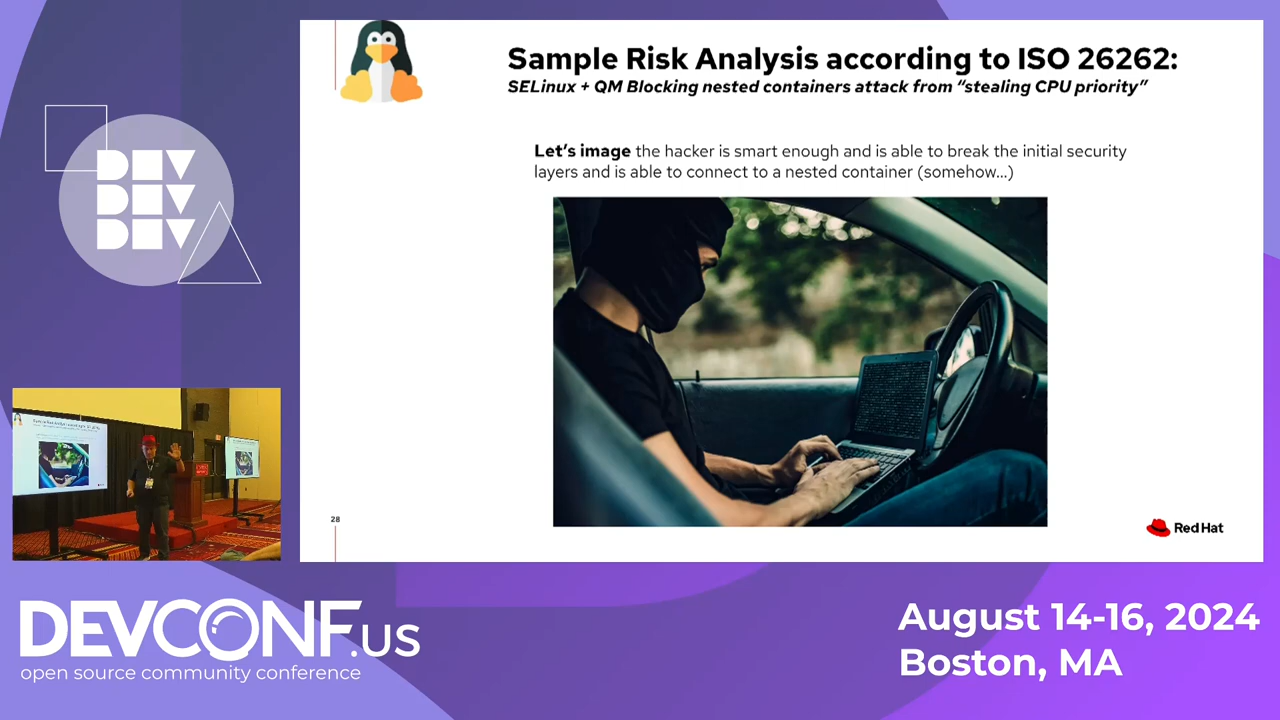 Sample Risk Analysis according to ISO 26262:
SELinux + QM Blocking nested containers attack from “stealing CPU priority”
Let’s image the hacker is smart enough and is able to break the initial security
layers and is able to connect to a nested container (somehow...)
28
Red Hat
DEV
DEV
DEV
DEVCONF.US
open source community conference
August 14-16, 2024
Boston, MA